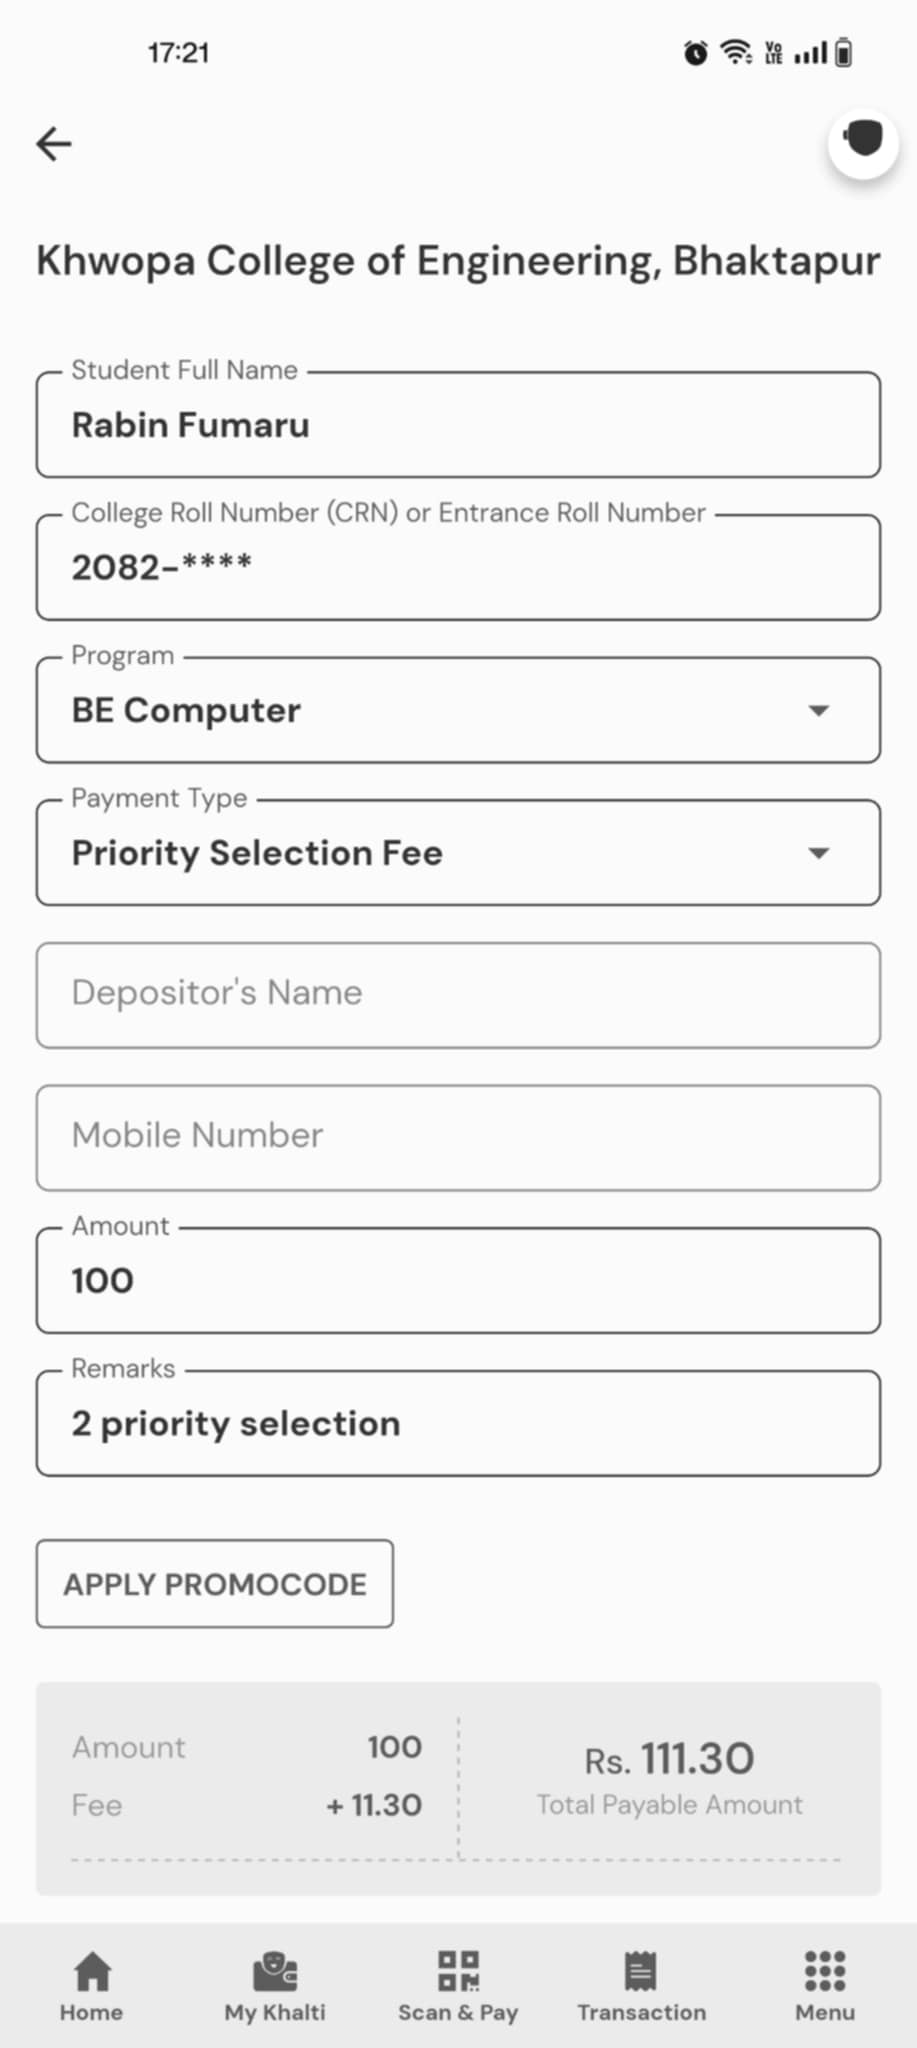 17:21
Vo
LTE
Khwopa College of Engineering, Bhaktapur
Student Full Name
Rabin Fumaru
College Roll Number (CRN) or Entrance Roll Number
2082-****
Program
BE Computer
Payment Type
Priority Selection Fee
Depositor's Name
Mobile Number
Amount
100
Remarks
2 priority selection
APPLY PROMOCODE
Amount 100
Fee + 11.30
Rs. 111.30
Total Payable Amount
Home My Khalti Scan & Pay Transaction Menu